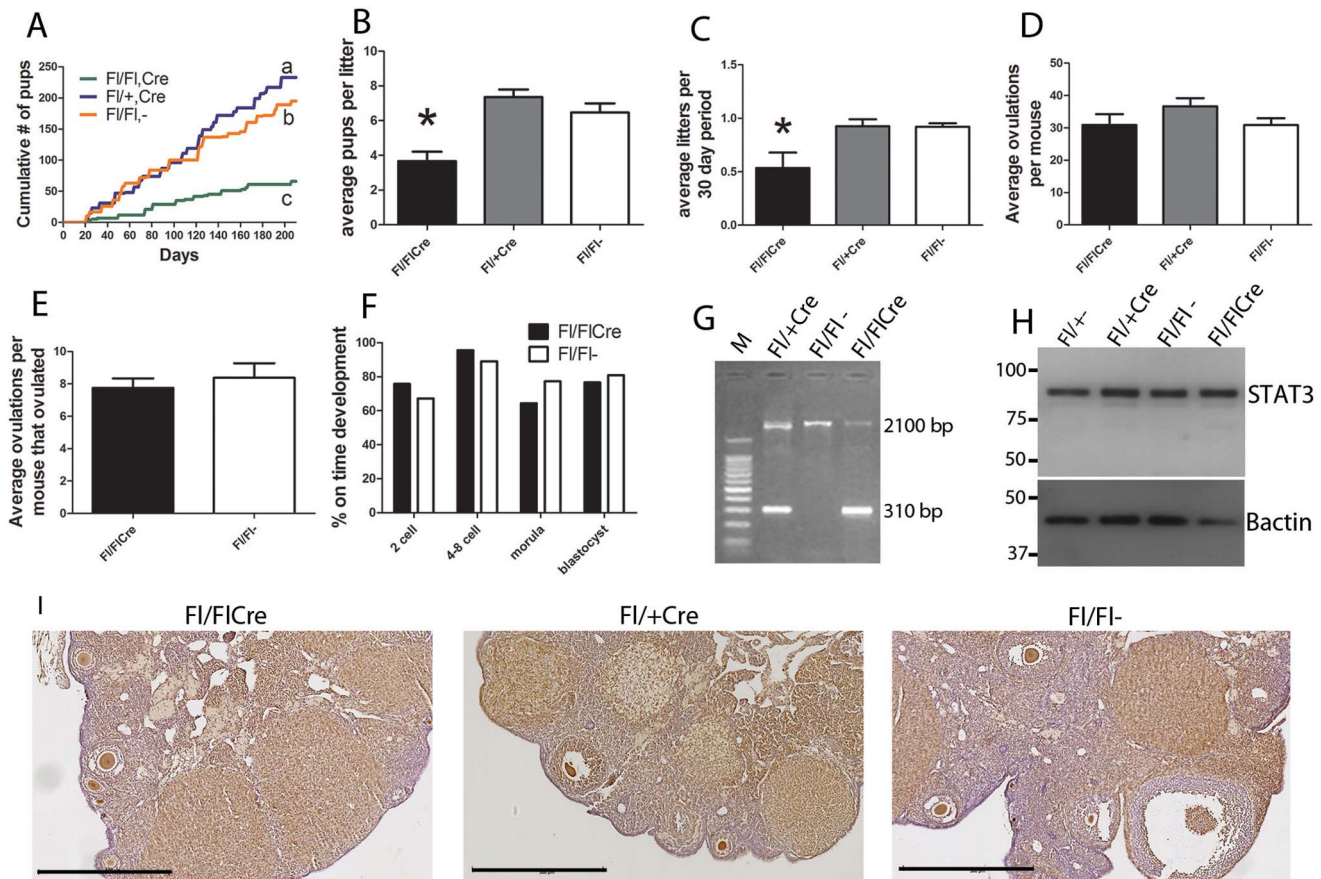 A
Fl/Fl,Cre
Fl/+,Cre
Fl/Fl,-
a
b
c
Cumulative # of pups
250
200
150
100
50
0
0 20 40 60 80 100 120 140 160 180 200
Days
B
average pups per litter
10
8
6
4
2
0
*
Fl/FlCre
Fl/+Cre
Fl/Fl-
C
average litters per
30 day period
1.5
1.0
0.5
0.0
*
Fl/FlCre
Fl/+Cre
Fl/Fl-
D
Average ovulations
per mouse
50
40
30
20
10
0
Fl/FlCre
Fl/+Cre
Fl/Fl-
E
Average ovulations per
mouse that ovulated
10
8
6
4
2
0
Fl/FlCre
Fl/Fl-
F
Fl/FlCre
Fl/Fl-
% on time development
100
80
60
40
20
0
2 cell
4-8 cell
morula
blastocyst
G
M
Fl/+Cre
Fl/Fl -
Fl/FlCre
2100 bp
310 bp
H
Fl/+-
Fl/+Cre
Fl/Fl -
Fl/FlCre
100
75
50
STAT3
50
37
Bactin
I
Fl/FlCre
Fl/+Cre
Fl/Fl-